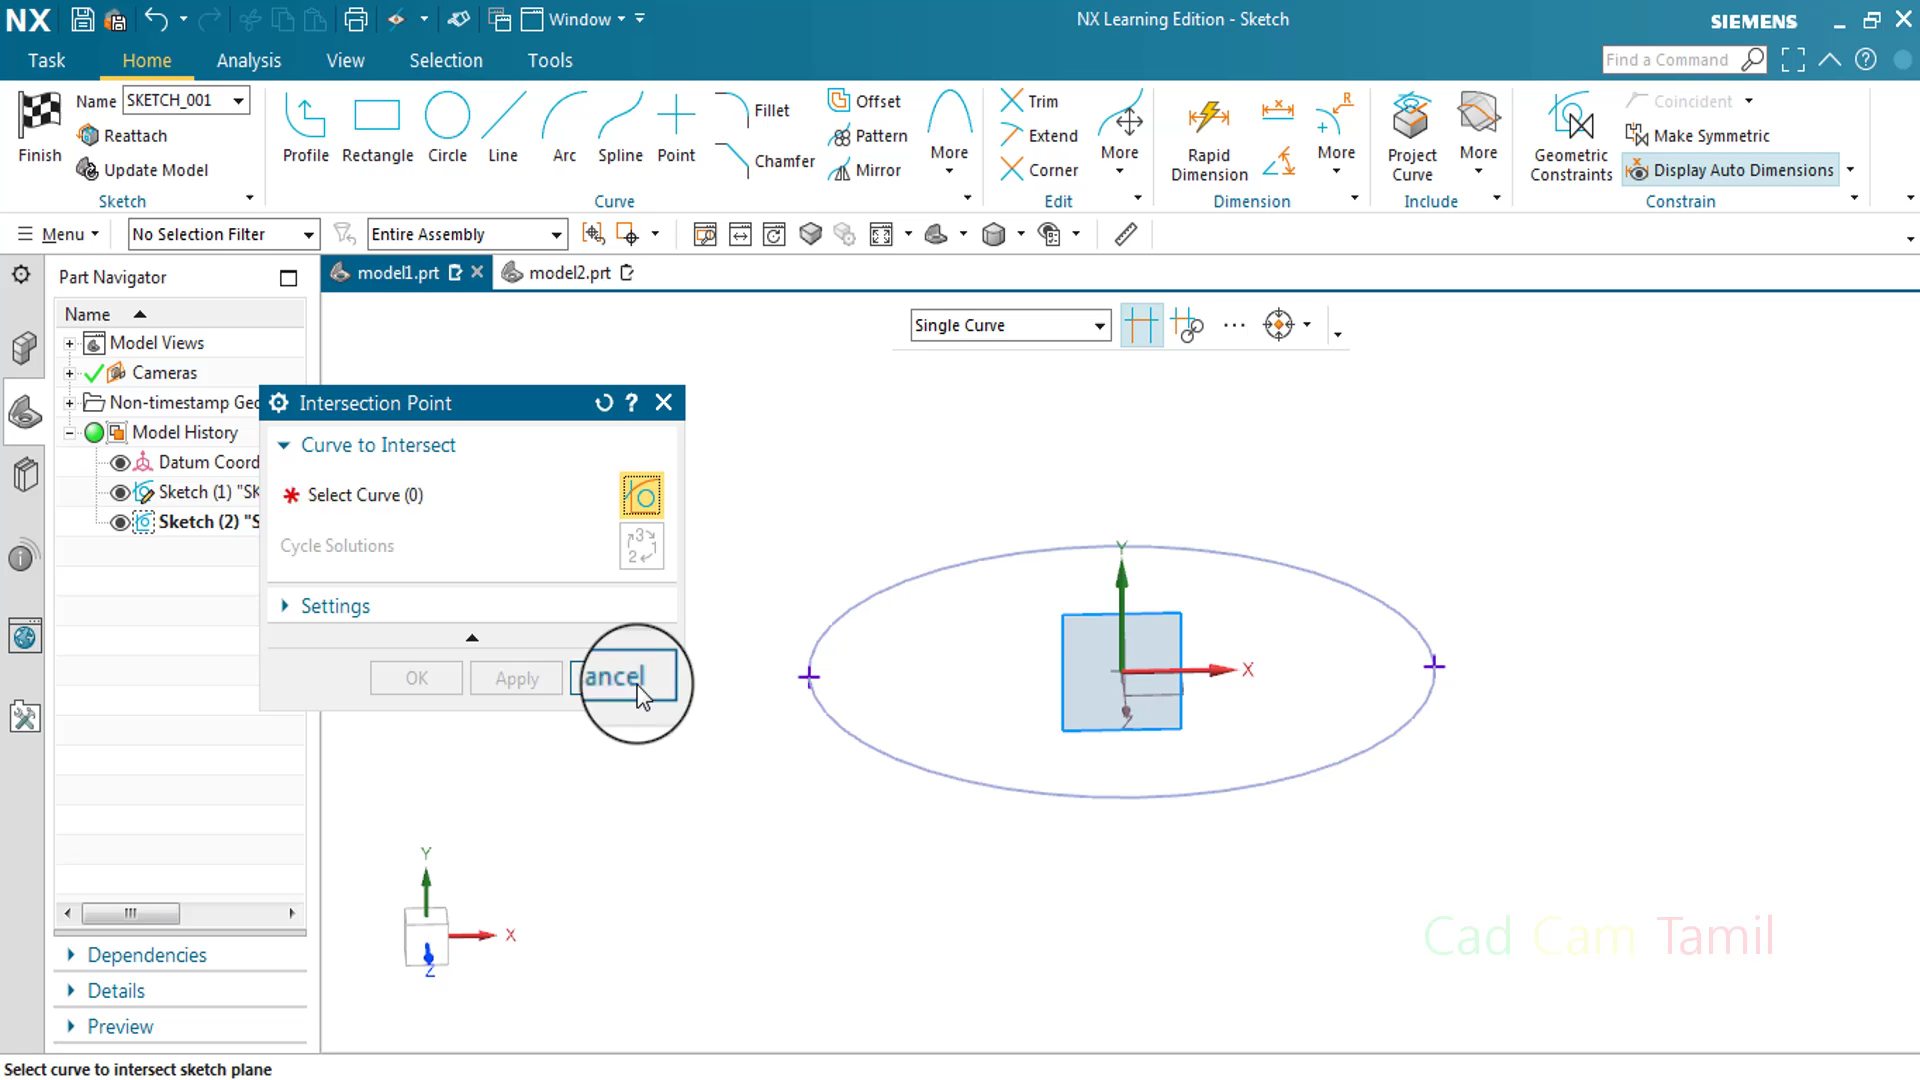 NX
Window
NX Learning Edition - Sketch
SIEMENS
Task
Home
Analysis
View
Selection
Tools
Find a Command
Name SKETCH_001
Reattach
Update Model
Finish
Sketch
Profile
Rectangle
Circle
Line
Arc
Spline
Point
Fillet
Chamfer
Offset
Pattern
Mirror
More
Curve
Trim
Extend
Corner
More
Edit
Rapid
Dimension
More
Dimension
Project
Curve
More
Include
Geometric
Constraints
Coincident
Make Symmetric
Display Auto Dimensions
Constrain
Menu
No Selection Filter
Entire Assembly
Part Navigator
model1.prt
model2.prt
Name
Model Views
Cameras
Non-timestamp Geo
Model History
Datum Coord
Sketch (1) "SK
Sketch (2) "S
Single Curve
Intersection Point
Curve to Intersect
Select Curve (0)
Cycle Solutions
Settings
OK
Apply
ancel
Y
X
Z
Y
X
Z
Dependencies
Details
Preview
Cad Cam Tamil
Select curve to intersect sketch plane